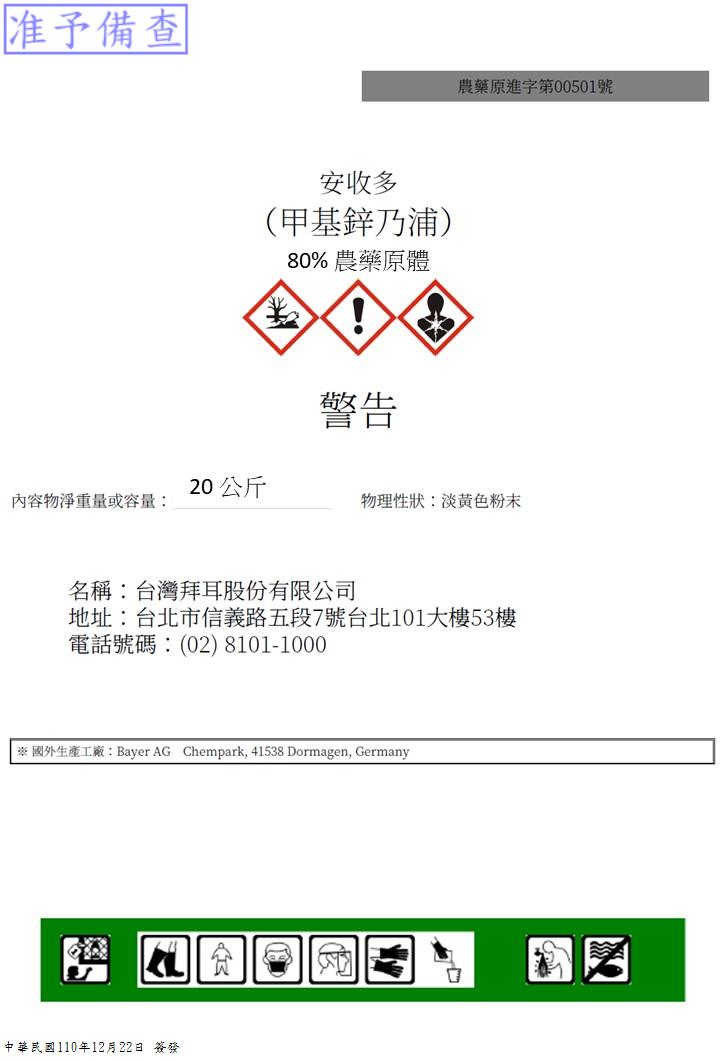 准予備查
農藥原進字第00501號
安收多
（甲基鋅乃浦）
80% 農藥原體
警告
內容物淨重量或容量：20 公斤 物理性狀：淡黃色粉末
名稱：台灣拜耳股份有限公司
地址：台北市信義路五段7號台北101大樓53樓
電話號碼：(02) 8101-1000
※ 國外生產工廠：Bayer AG Chempark, 41538 Dormagen, Germany
中華民國110年12月22日 簽發